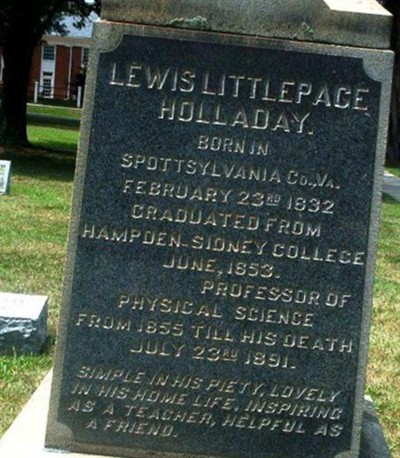 LEWIS LITTLEPAGE
HOLLADAY.
BORN IN
SPOTTSYLVANIA Co., VA.
FEBRUARY 23RD 1832
GRADUATED FROM
HAMPDEN-SIDNEY COLLEGE
JUNE, 1853.
PROFESSOR OF
PHYSICAL SCIENCE
FROM 1855 TILL HIS DEATH
JULY 23RD 1891.
SIMPLE IN HIS PIETY, LOVELY
IN HIS HOME LIFE, INSPIRING
AS A TEACHER, HELPFUL AS
A FRIEND.